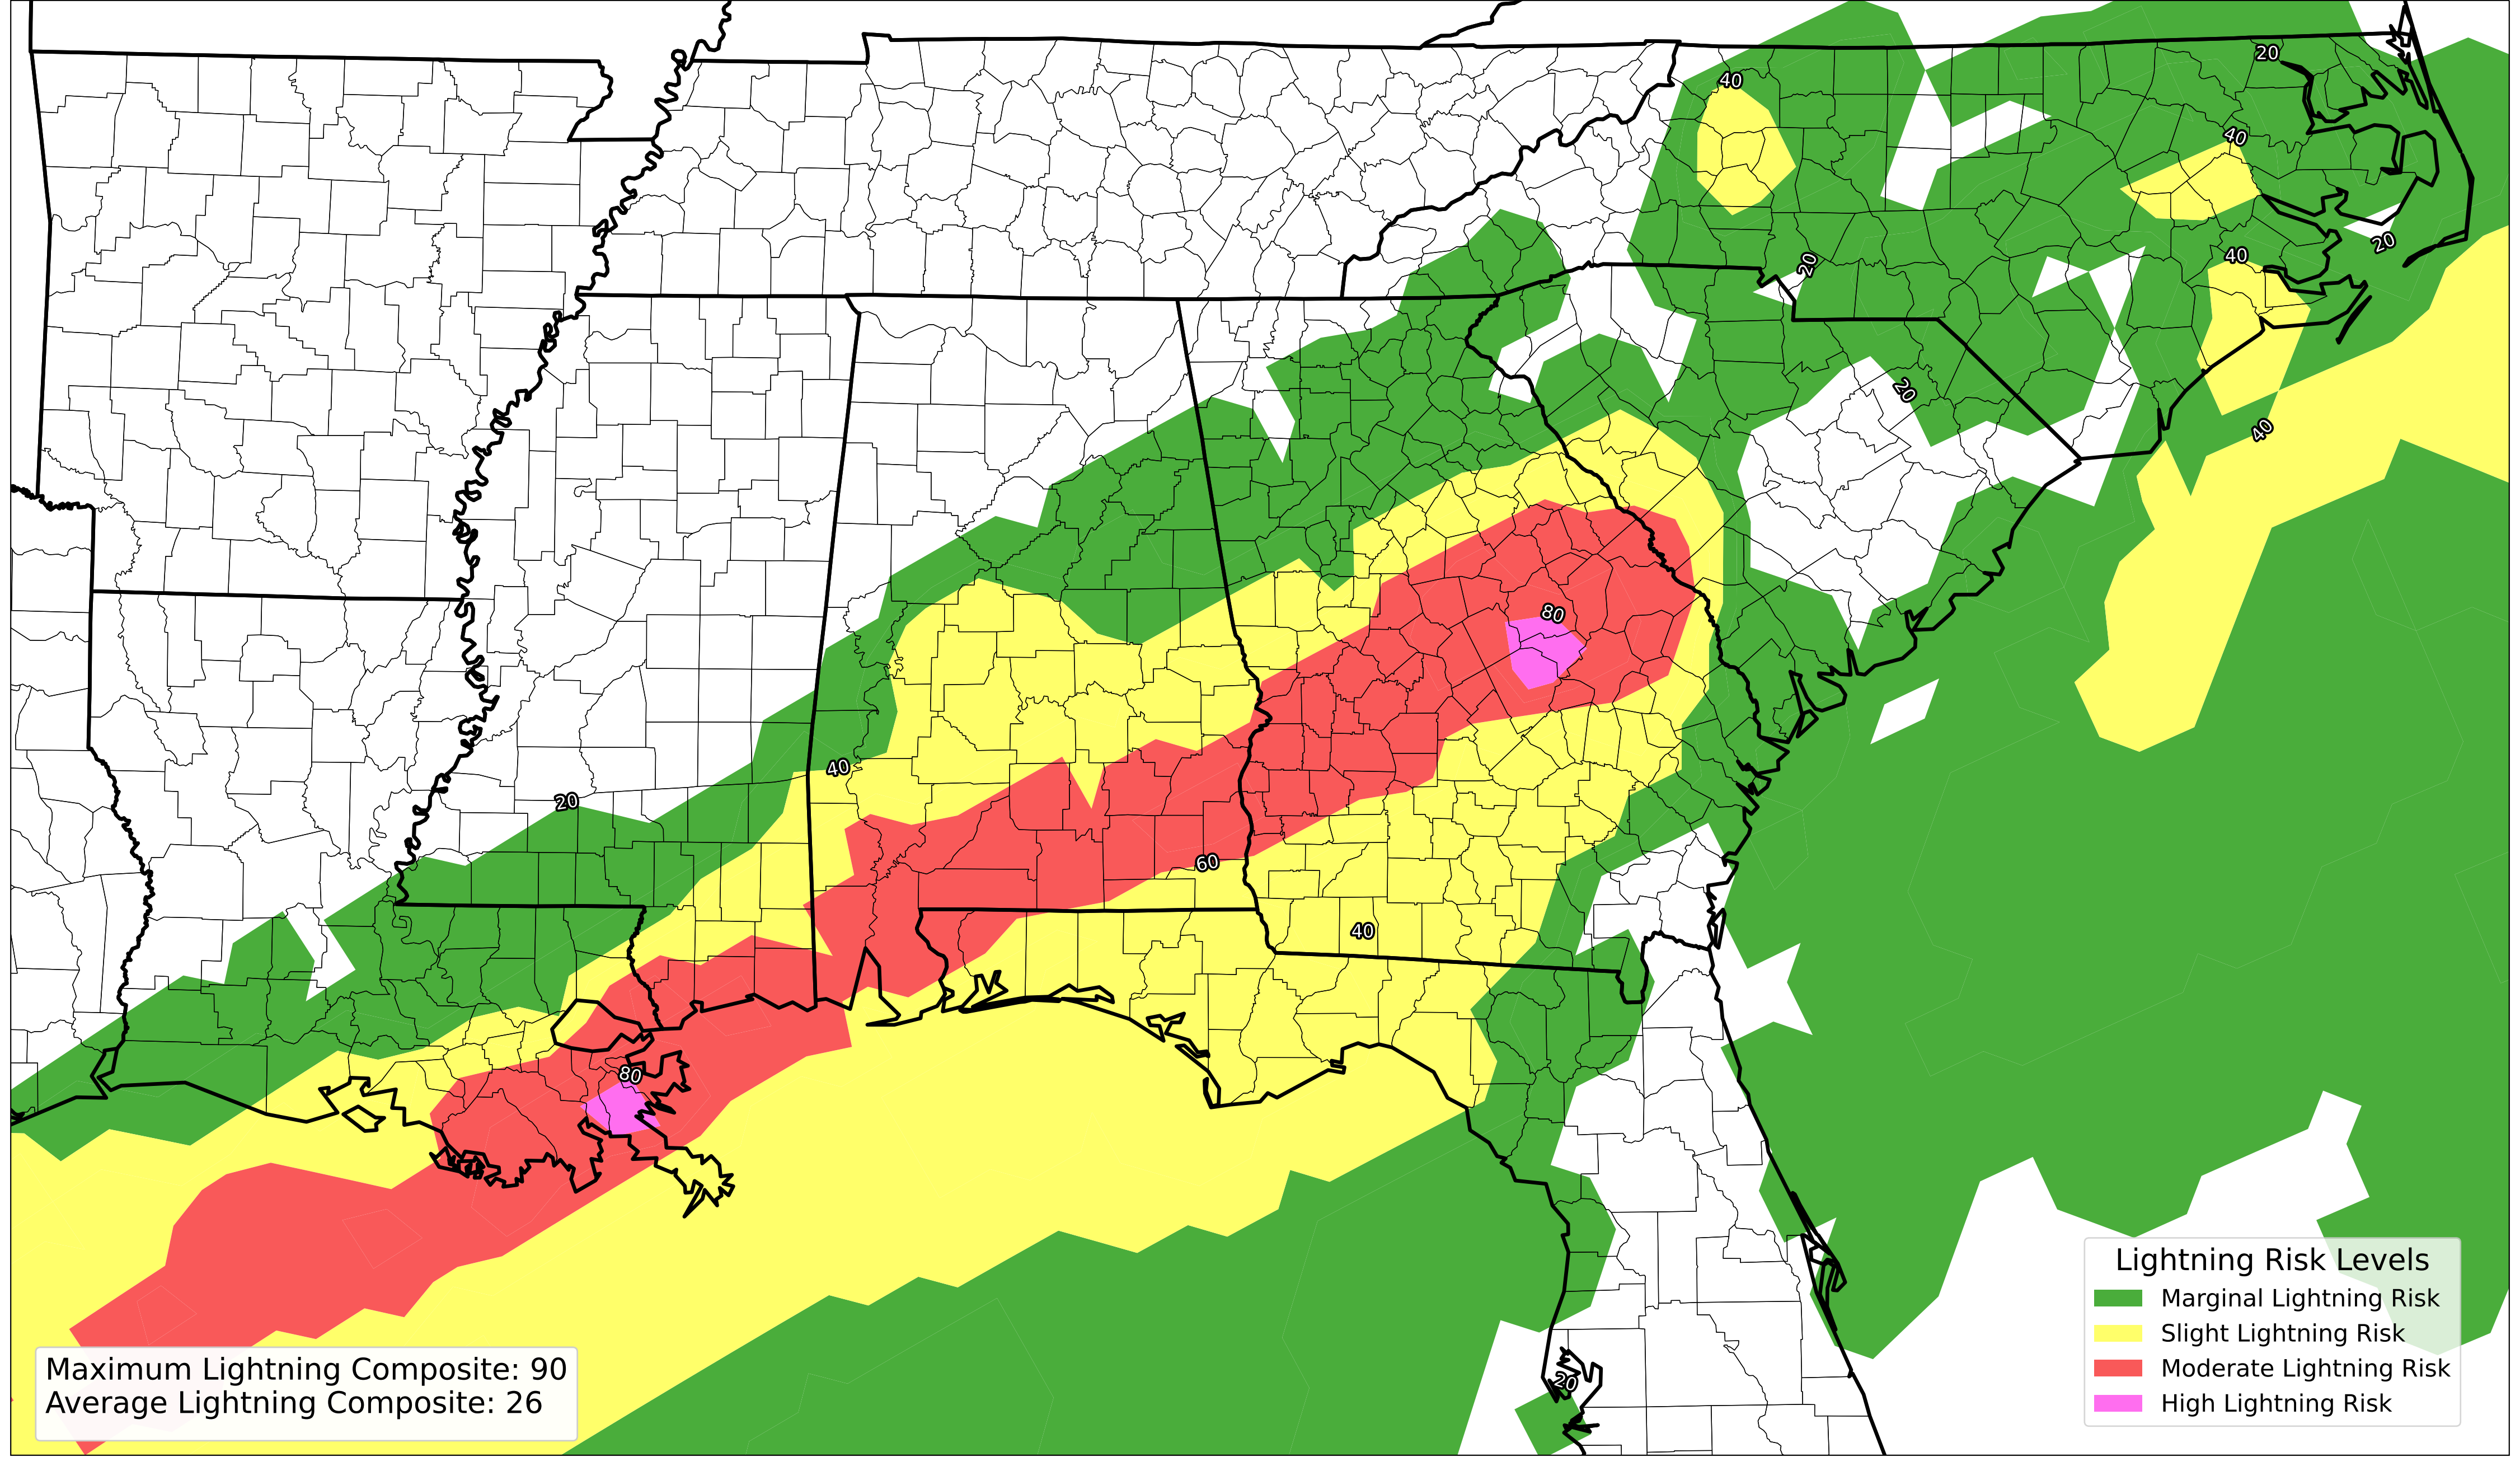 20
40
40
40
20
20
20
40
80
40
20
60
40
80
20
Lightning Risk Levels
Marginal Lightning Risk
Slight Lightning Risk
Moderate Lightning Risk
High Lightning Risk
Maximum Lightning Composite: 90
Average Lightning Composite: 26